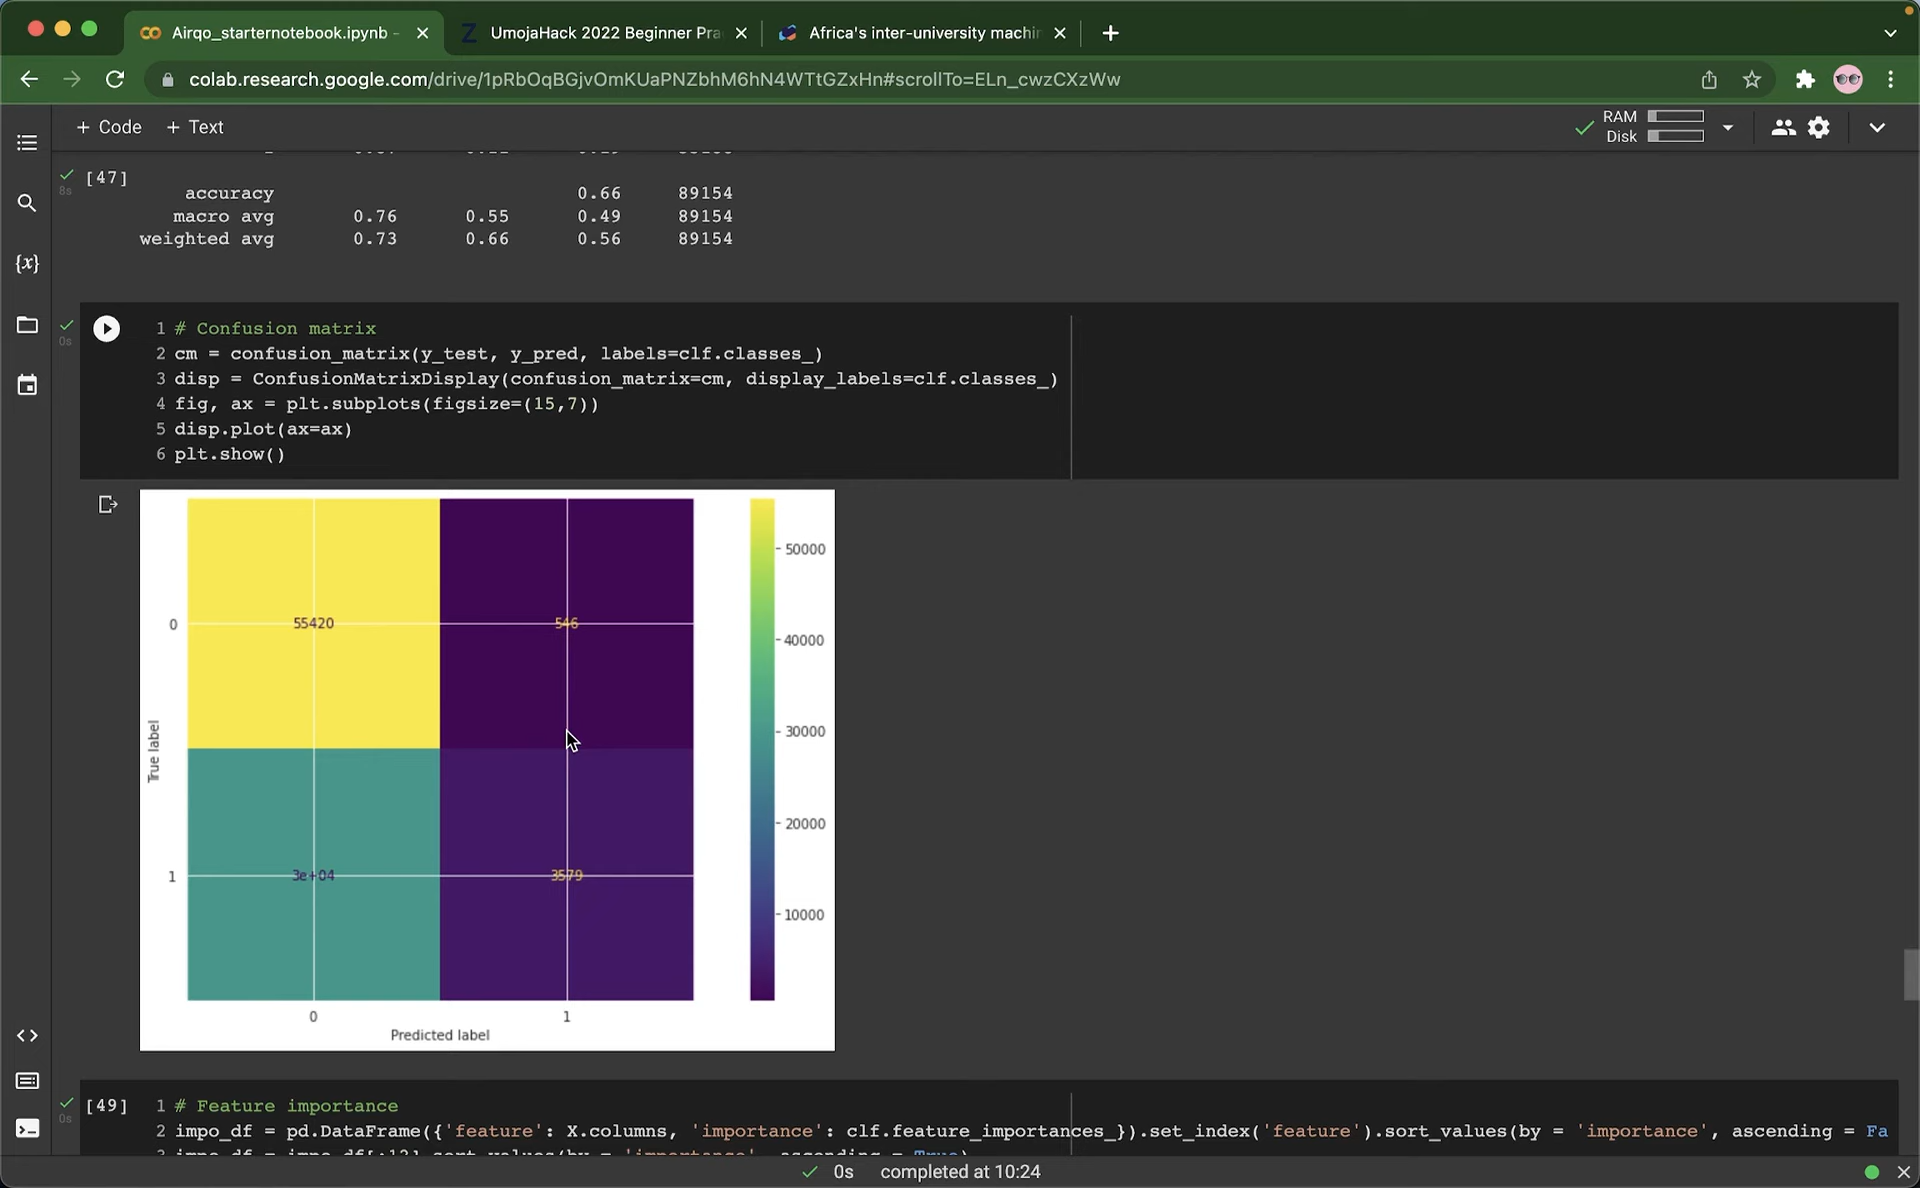 Airqo_starternotebook.ipynb -
UmojaHack 2022 Beginner Pra
Africa's inter-university machin
colab.research.google.com/drive/1pRbOqBGjvOmKUaPNZbhM6hN4WTtGZxHn#scrollTo=ELn_cwzCXzWw
+ Code + Text
RAM
Disk
[47]
8s
accuracy 0.66 89154
macro avg 0.76 0.55 0.49 89154
weighted avg 0.73 0.66 0.56 89154
0s
1 # Confusion matrix
2 cm = confusion_matrix(y_test, y_pred, labels=clf.classes_)
3 disp = ConfusionMatrixDisplay(confusion_matrix=cm, display_labels=clf.classes_)
4 fig, ax = plt.subplots(figsize=(15,7))
5 disp.plot(ax=ax)
6 plt.show()
50000
0 55420 546
40000
30000
True label
20000
1 3e+04 3579
10000
0 1
Predicted label
[49]
0s
1 # Feature importance
2 impo_df = pd.DataFrame({'feature': X.columns, 'importance': clf.feature_importances_}).set_index('feature').sort_values(by = 'importance', ascending = Fa
0s completed at 10:24